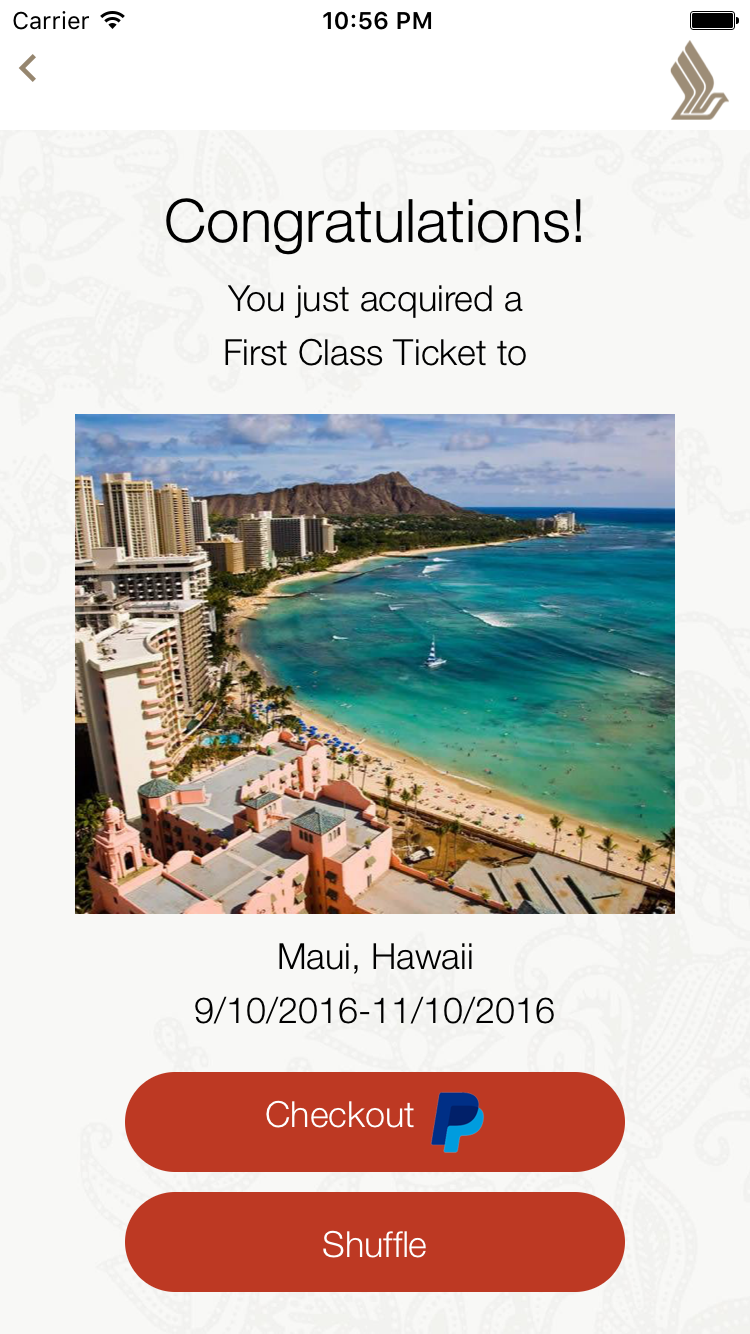 Carrier 10:56 PM
Congratulations!
You just acquired a
First Class Ticket to
Maui, Hawaii
9/10/2016-11/10/2016
Checkout
Shuffle